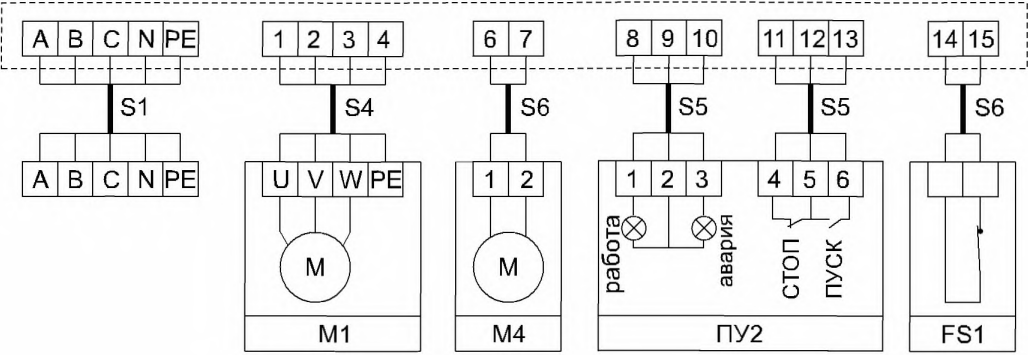 A B C N PE 1 2 3 4 6 7 8 9 10 11 12 13 14 15
S1 S4 S6 S5 S5 S6
A B C N PE U V W PE 1 2 1 2 3 4 5 6
работа авария СТОП ПУСК
M M
M1 M4 ПУ2 FS1